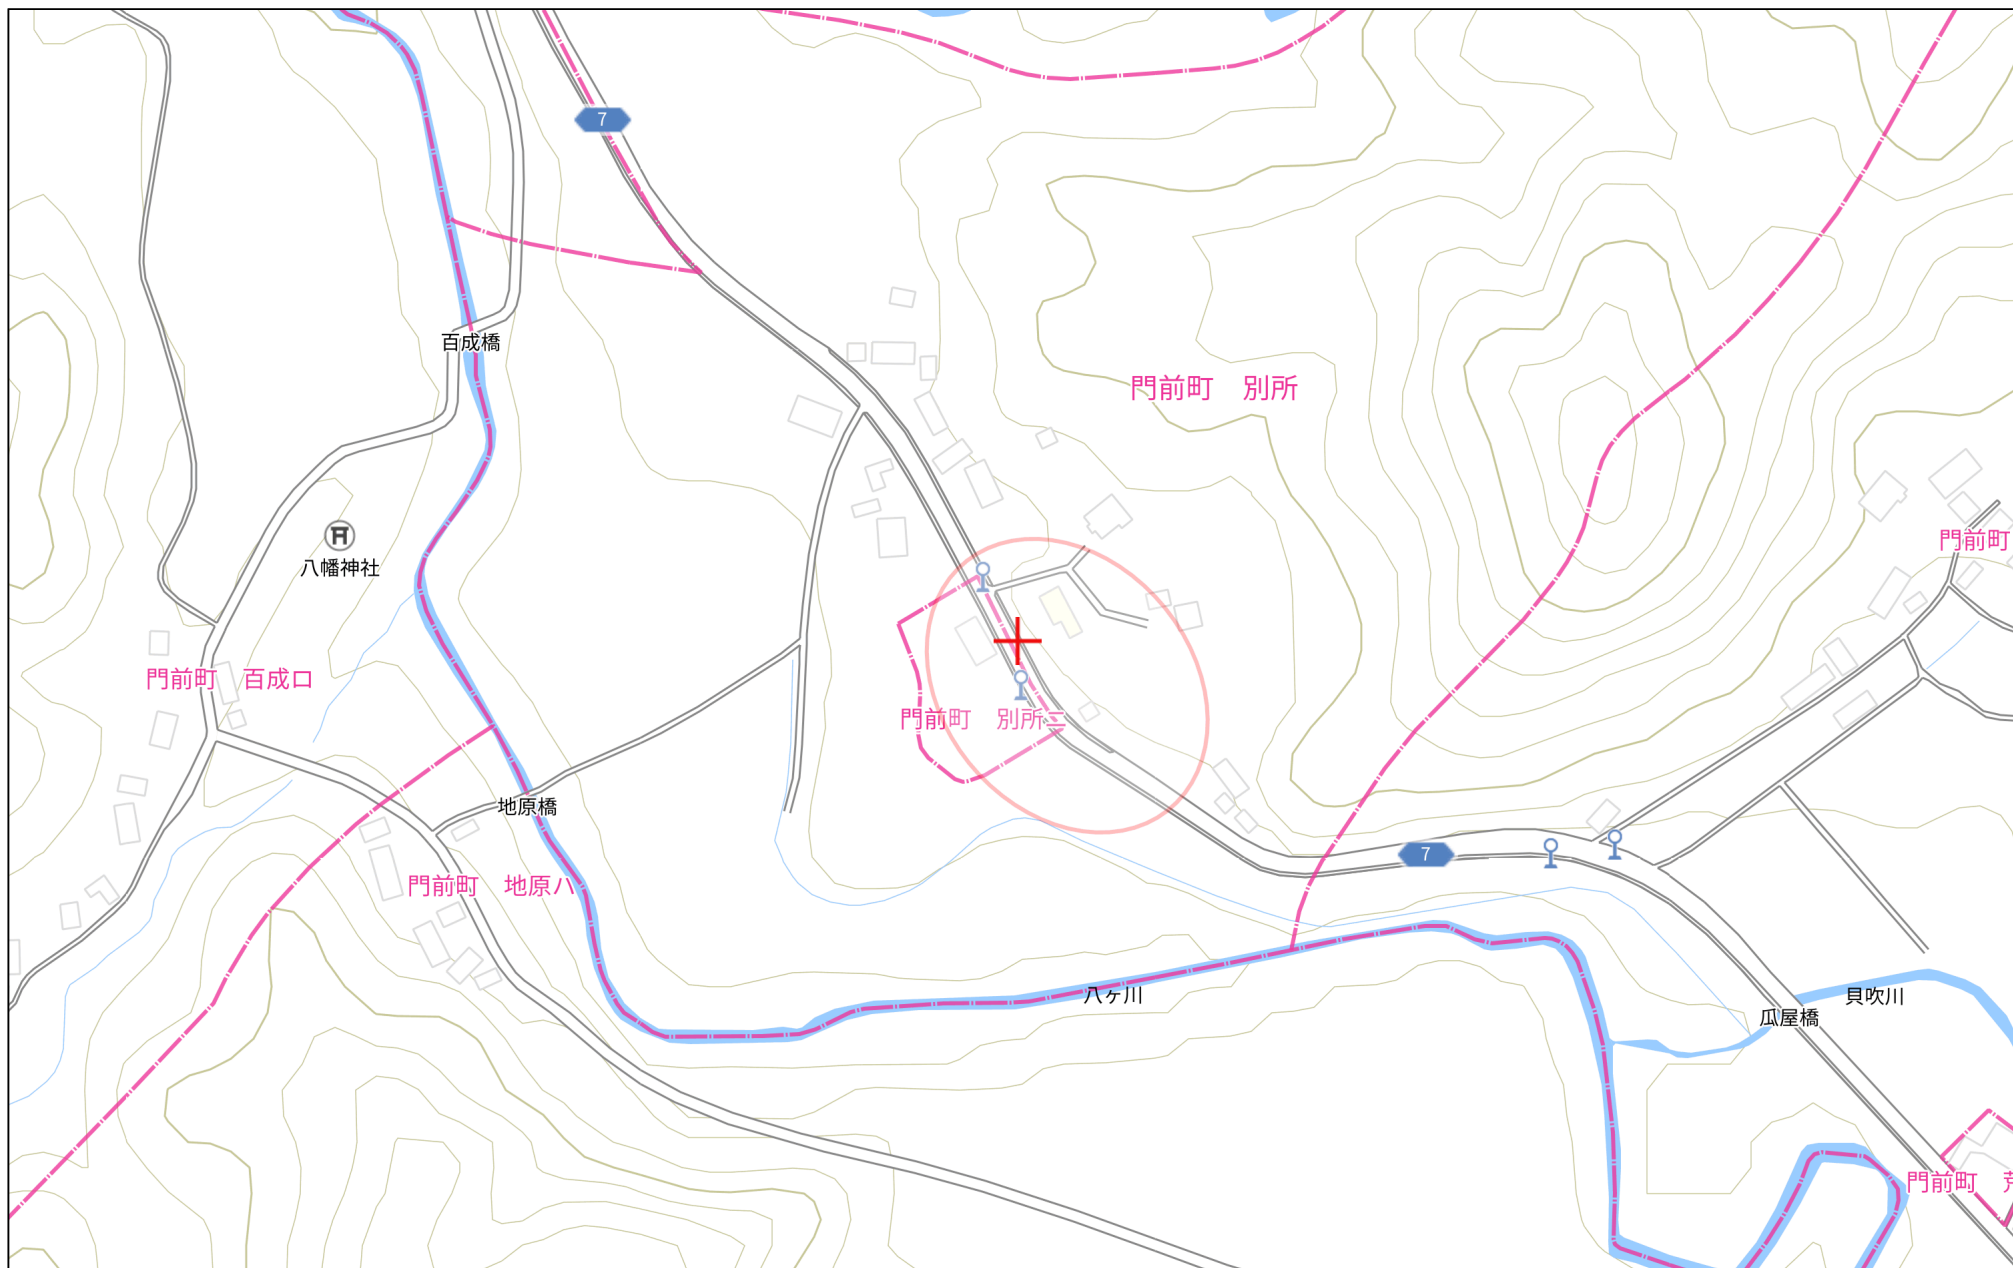 7
百成橋
門前町　別所
八幡神社
門前町
門前町　百成口
門前町　別所ニ
地原橋
7
門前町　地原ハ
八ヶ川
貝吹川
瓜屋橋
門前町